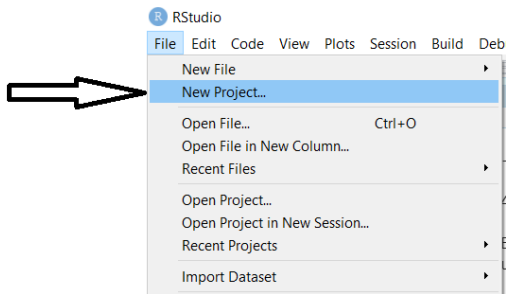 R RStudio
File Edit Code View Plots Session Build Deb
New File
New Project...
Open File... Ctrl+O
Open File in New Column...
Recent Files
Open Project...
Open Project in New Session...
Recent Projects
Import Dataset